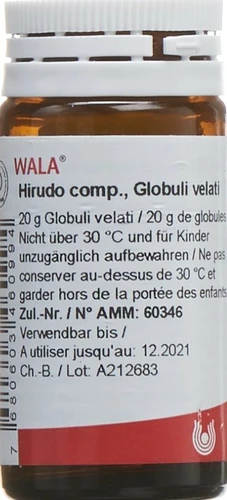 WALA®
Hirudo comp., Globuli velati
20 g Globuli velati / 20 g de globules
Nicht über 30 °C und für Kinder
unzugänglich aufbewahren / Ne pas
conserver au-dessus de 30 °C et
garder hors de la portée des enfants
Zul.-Nr. / N° AMM: 60346
Verwendbar bis /
A utiliser jusqu'au: 12.2021
Ch.-B. / Lot: A212683